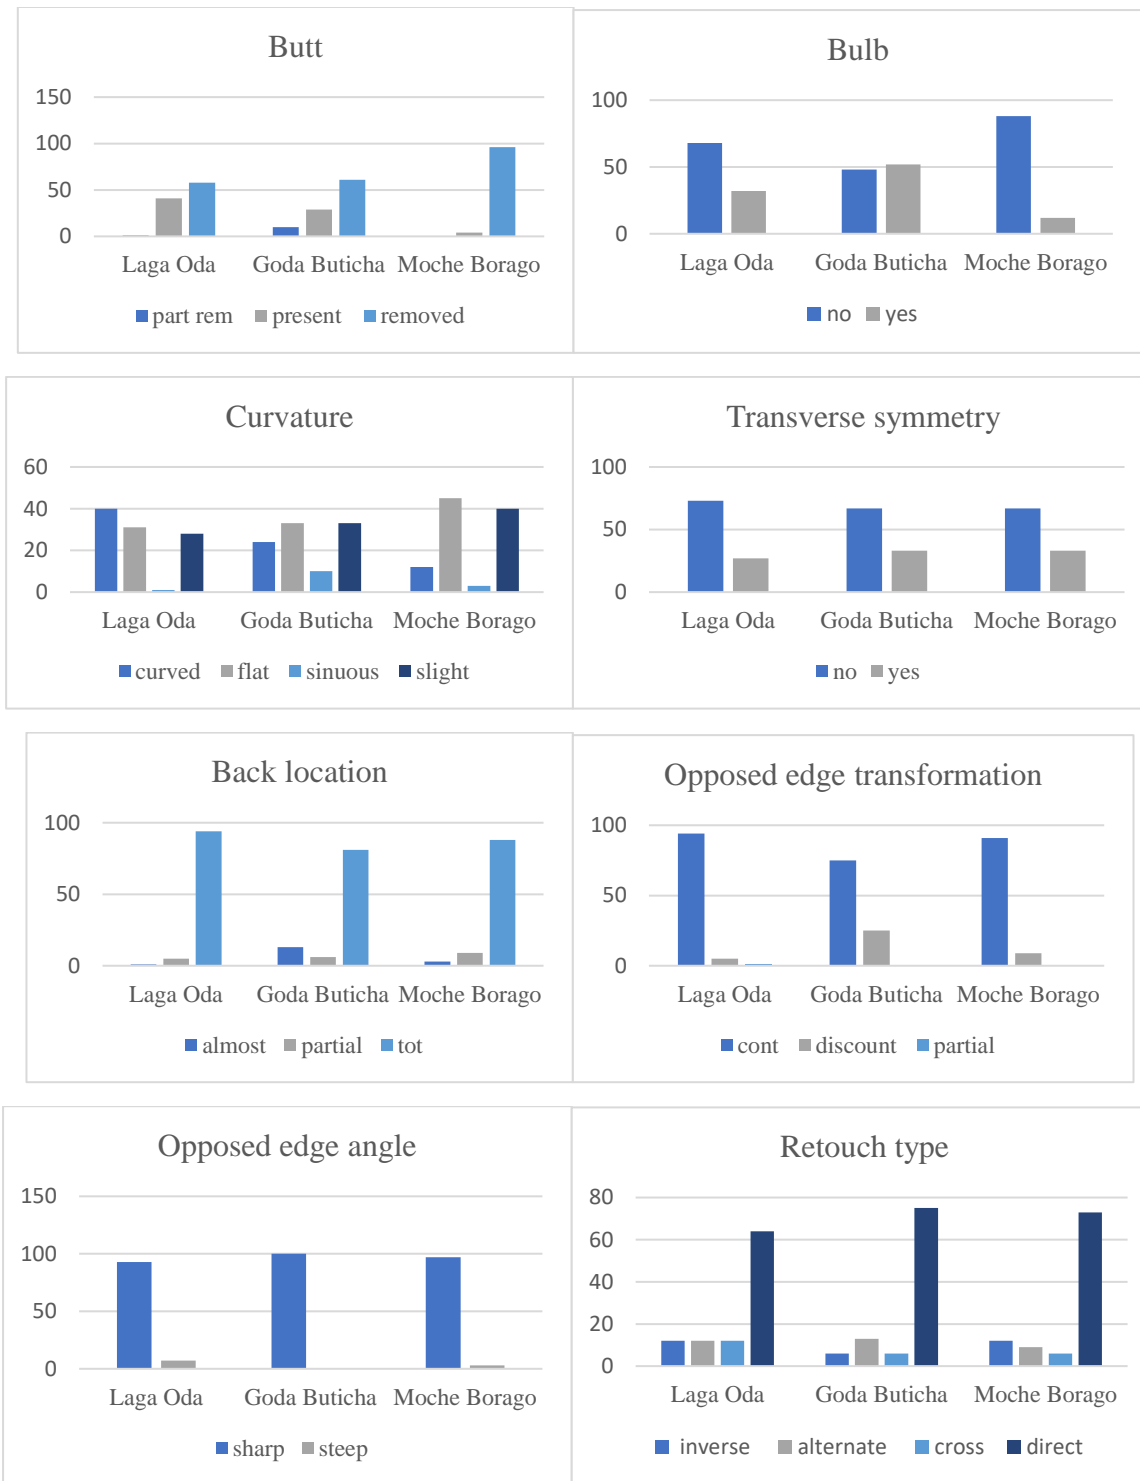 Butt
150
100
50
0
Laga Oda Goda Buticha Moche Borago
part rem present removed
Bulb
100
50
0
Laga Oda Goda Buticha Moche Borago
no yes
Curvature
60
40
20
0
Laga Oda Goda Buticha Moche Borago
curved flat sinuous slight
Transverse symmetry
100
50
0
Laga Oda Goda Buticha Moche Borago
no yes
Back location
100
50
0
Laga Oda Goda Buticha Moche Borago
almost partial tot
Opposed edge transformation
100
50
0
Laga Oda Goda Buticha Moche Borago
cont discount partial
Opposed edge angle
150
100
50
0
Laga Oda Goda Buticha Moche Borago
sharp steep
Retouch type
80
60
40
20
0
Laga Oda Goda Buticha Moche Borago
inverse alternate cross direct